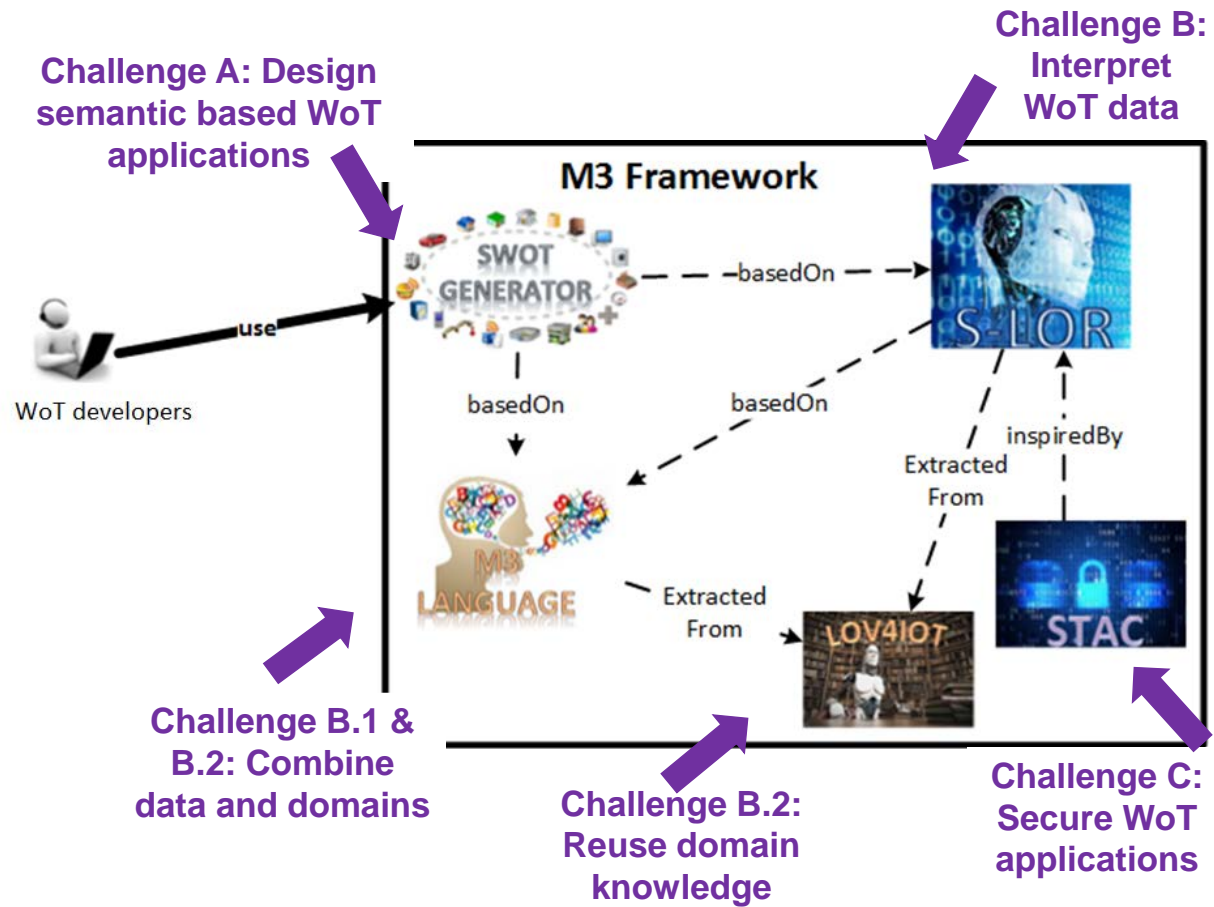 Challenge B:
Interpret
WoT data
Challenge A: Design
semantic based WoT
applications
M3 Framework
SWOT
GENERATOR
basedOn
S-LOR
use
WoT developers
basedOn
basedOn
inspiredBy
Extracted
From
M3
LANGUAGE
Extracted
From
LOV4IOT
STAC
Challenge B.1 &
B.2: Combine
data and domains
Challenge B.2:
Reuse domain
knowledge
Challenge C:
Secure WoT
applications